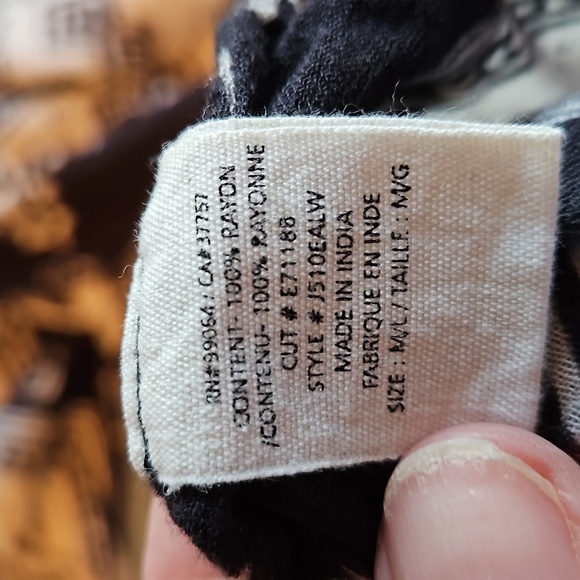 RN#99064/ CA#37757
CONTENT- 100% RAYON
/CONTENU- 100% RAYONNE
CUT # E71188
STYLE # J510EALW
MADE IN INDIA
FABRIQUE EN INDE
SIZE : M/L/ TAILLE : M/G